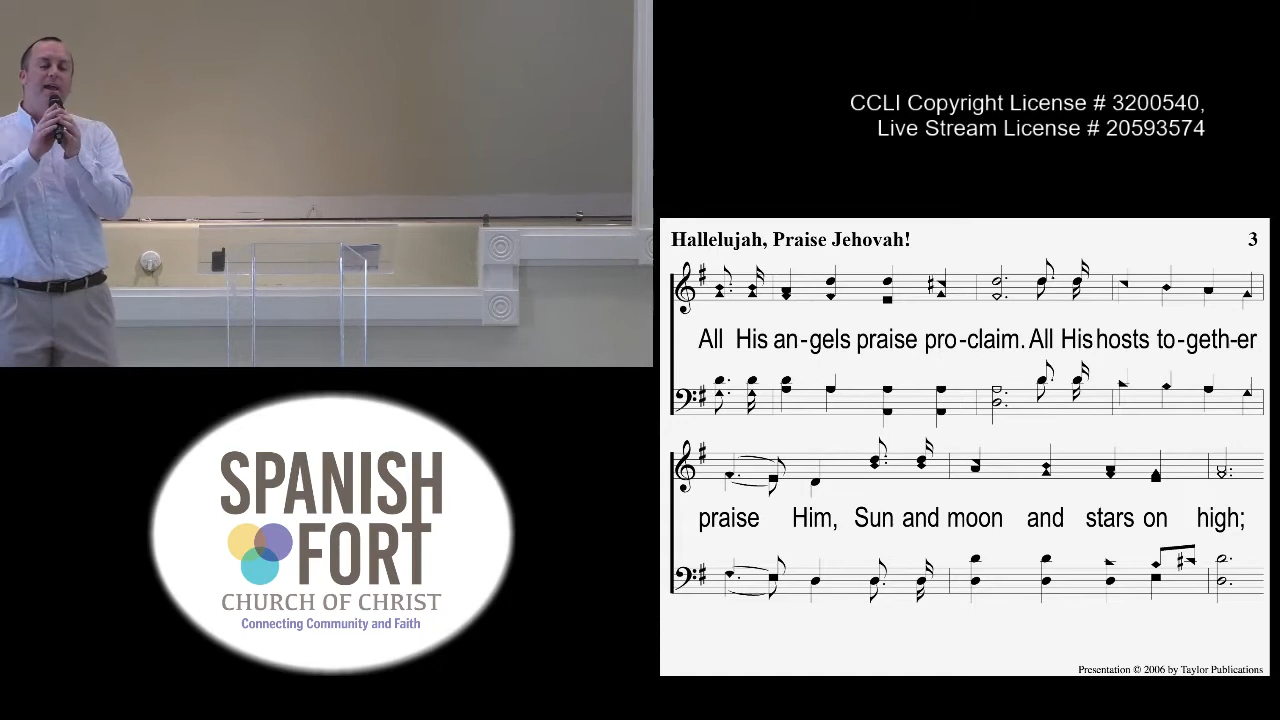 CCLI Copyright License # 3200540,
Live Stream License # 20593574
Hallelujah, Praise Jehovah! 3
All His an-gels praise pro-claim. All His hosts to-geth-er
praise Him, Sun and moon and stars on high;
Presentation © 2006 by Taylor Publications
SPANISH
FORT
CHURCH OF CHRIST
Connecting Community and Faith